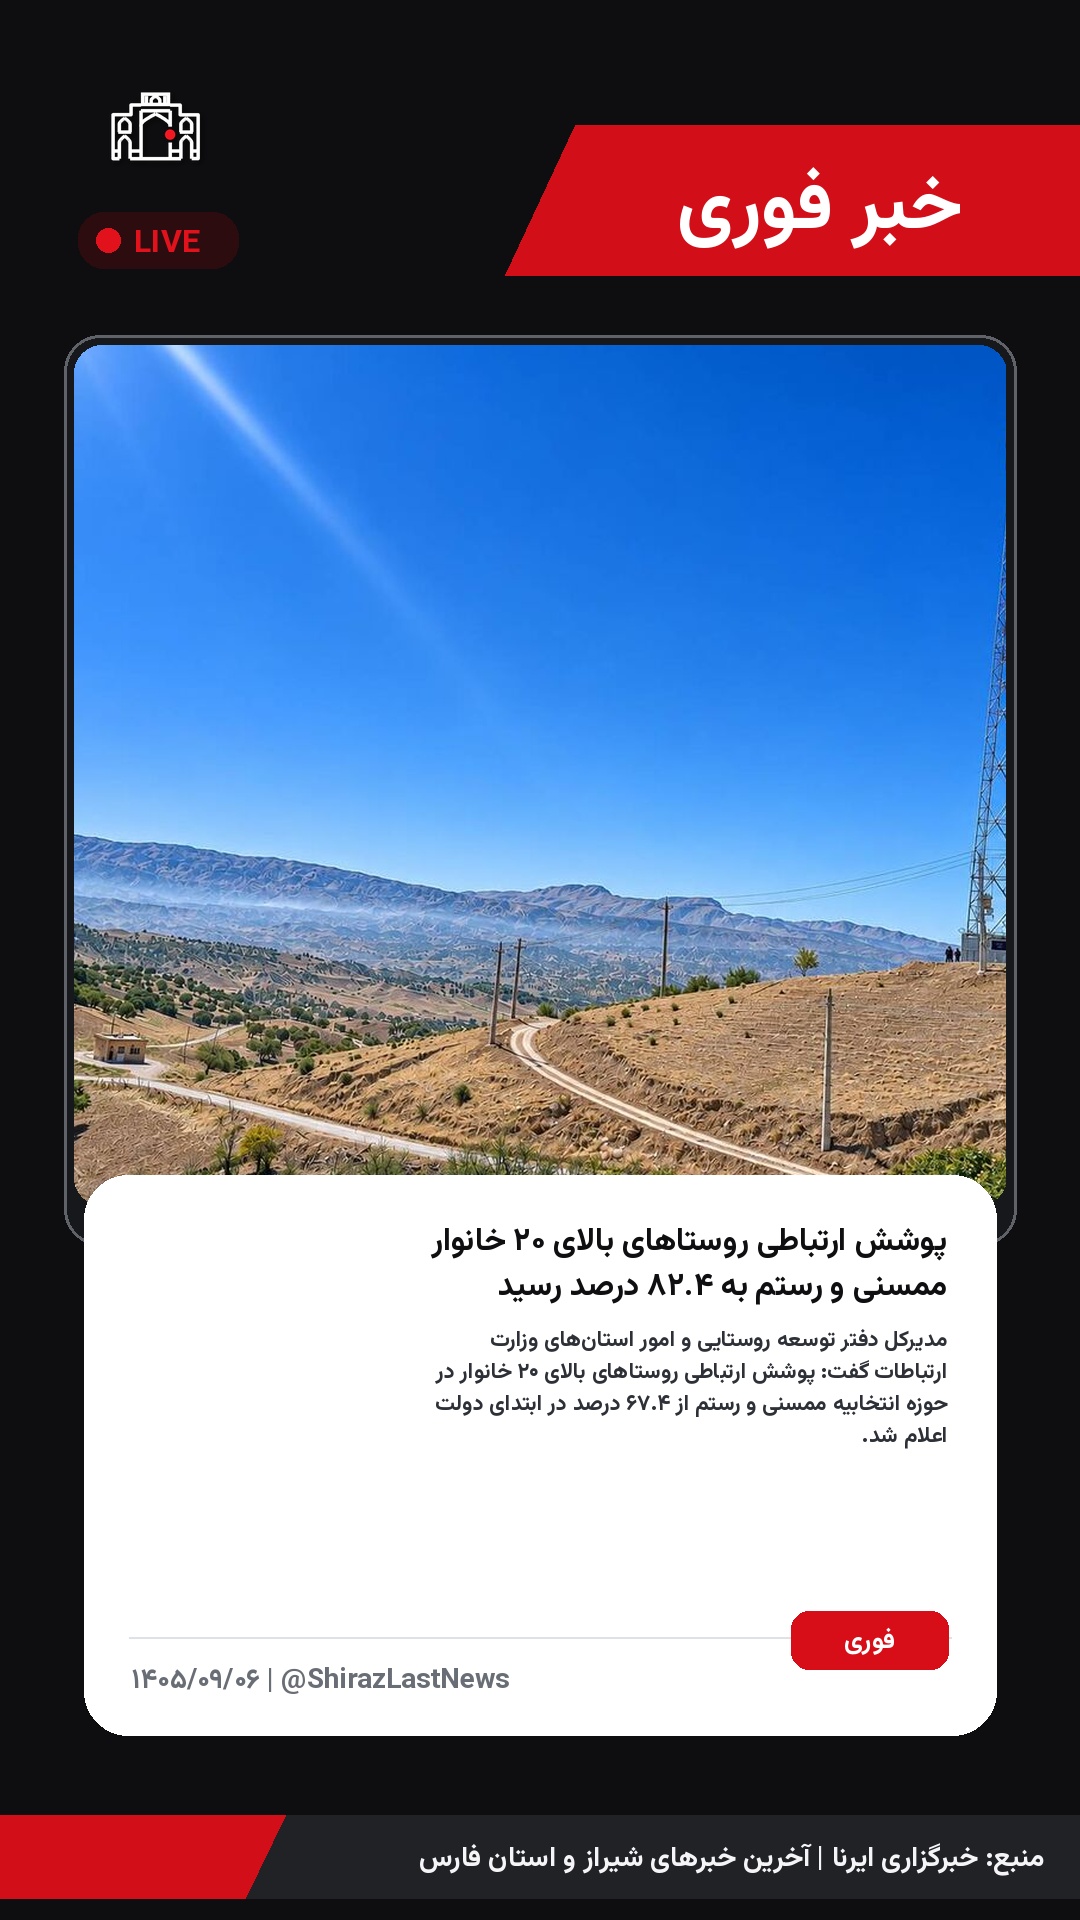 خبر فوری
LIVE
پوشش ارتباطی روستاهای بالای ۲۰ خانوار
ممسنی و رستم به ۸۲.۴ درصد رسید
مدیرکل دفتر توسعه روستایی و امور استان‌های وزارت
ارتباطات گفت: پوشش ارتباطی روستاهای بالای ۲۰ خانوار در
حوزه انتخابیه ممسنی و رستم از ۶۷.۴ درصد در ابتدای دولت
اعلام شد.
فوری
۱۴۰۵/۰۹/۰۶ | @ShirazLastNews
منبع: خبرگزاری ایرنا | آخرین خبرهای شیراز و استان فارس